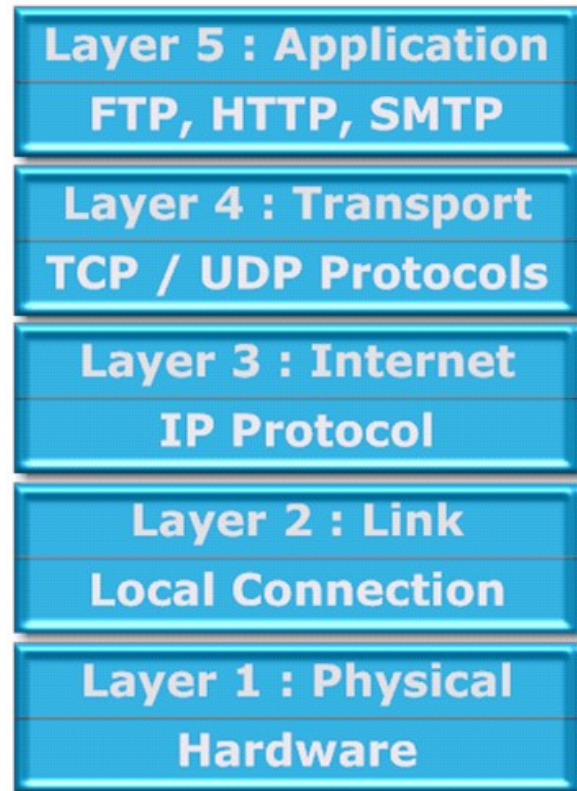 Layer 5 : Application
FTP, HTTP, SMTP
Layer 4 : Transport
TCP / UDP Protocols
Layer 3 : Internet
IP Protocol
Layer 2 : Link
Local Connection
Layer 1 : Physical
Hardware